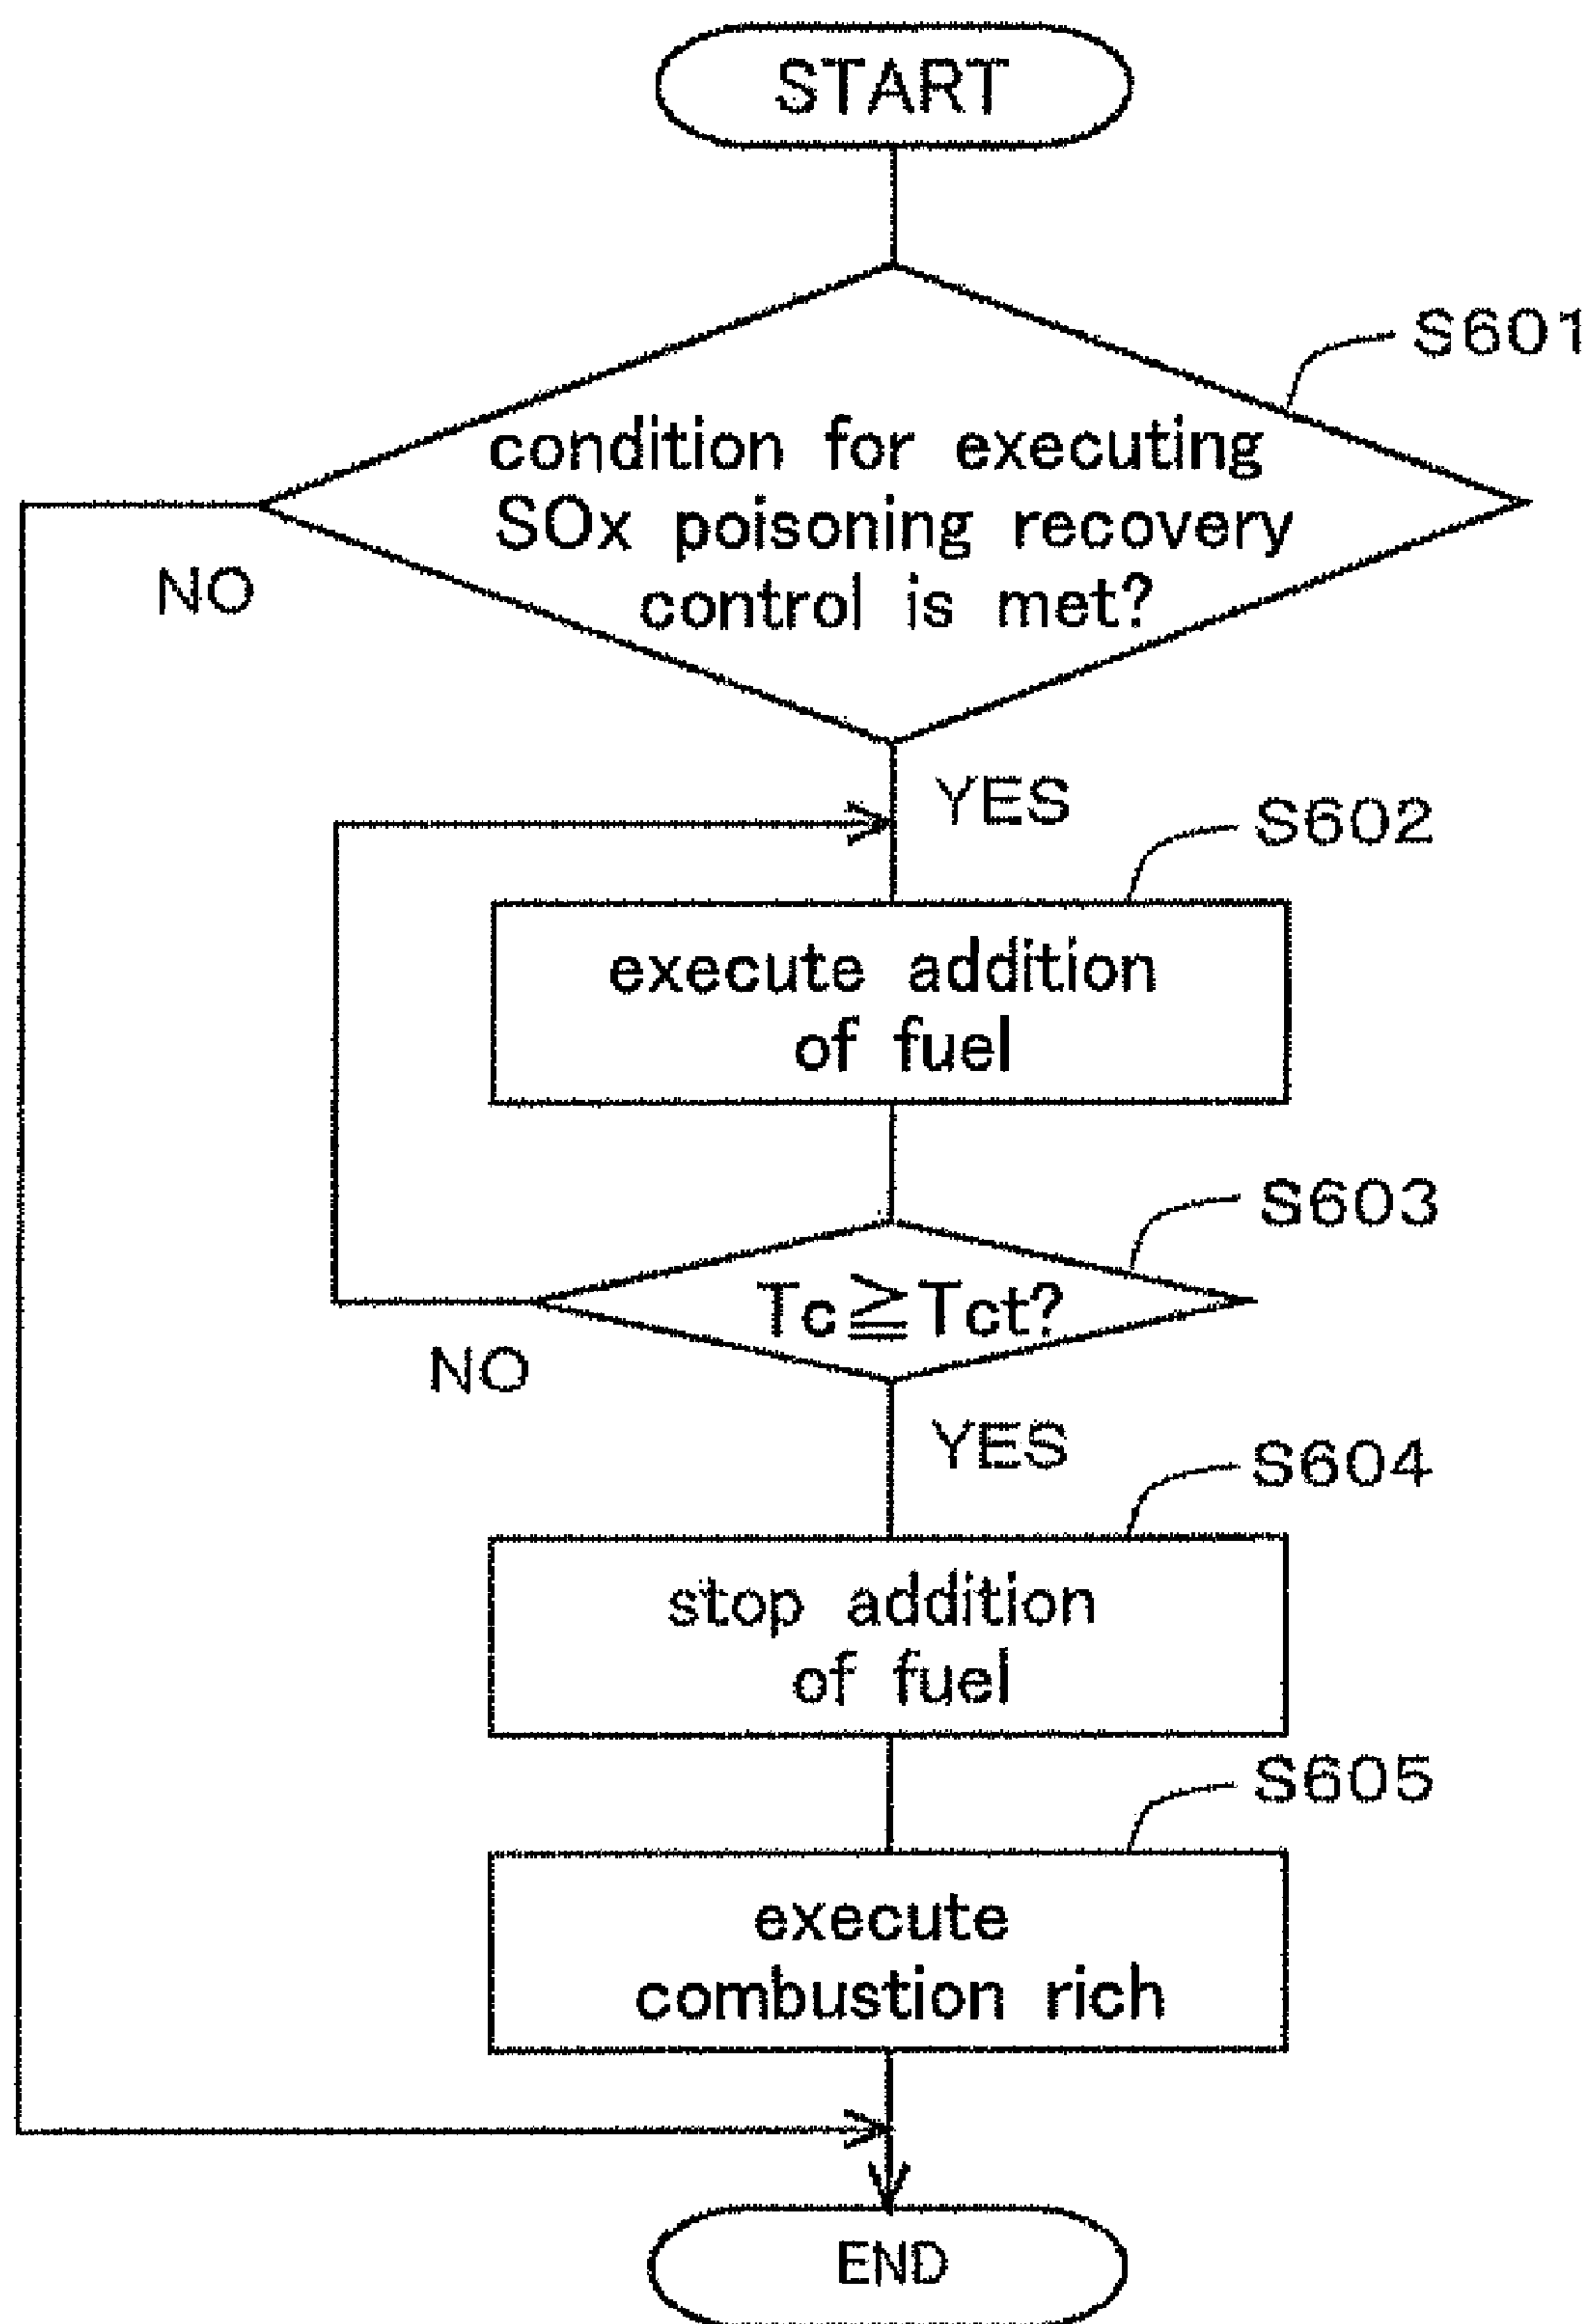 START
S601
condition for executing
SOx poisoning recovery
control is met?
NO
YES
S602
execute addition
of fuel
S603
Tc≧Tct?
NO
YES
S604
stop addition
of fuel
S605
execute
combustion rich
END